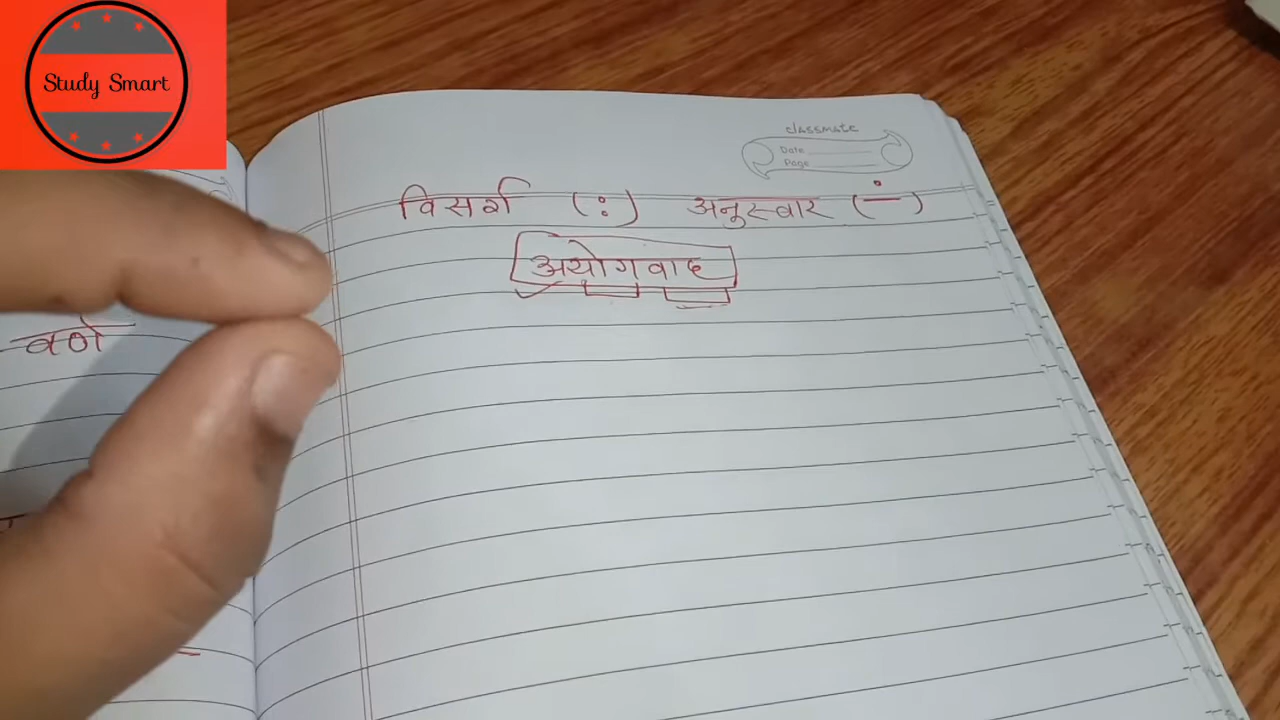 Study Smart
classmate
Date
Page
विसर्ग (ः) अनुस्वार (ं)
अयोगवाद
वर्ण